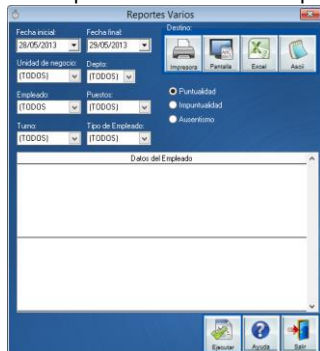 Reportes Varios
Fecha inicial: Fecha final: Destino:
28/05/2013 29/05/2013
Impresora Pantalla Excel Ascii
Unidad de negocio: Depto:
(TODOS) (TODOS)
Empleado: Puestos:
(TODOS (TODOS)
Puntualidad
Impuntualidad
Ausentismo
Turno: Tipo de Empleado:
(TODOS) (TODOS)
Datos del Empleado
Ejecutar Ayuda Salir